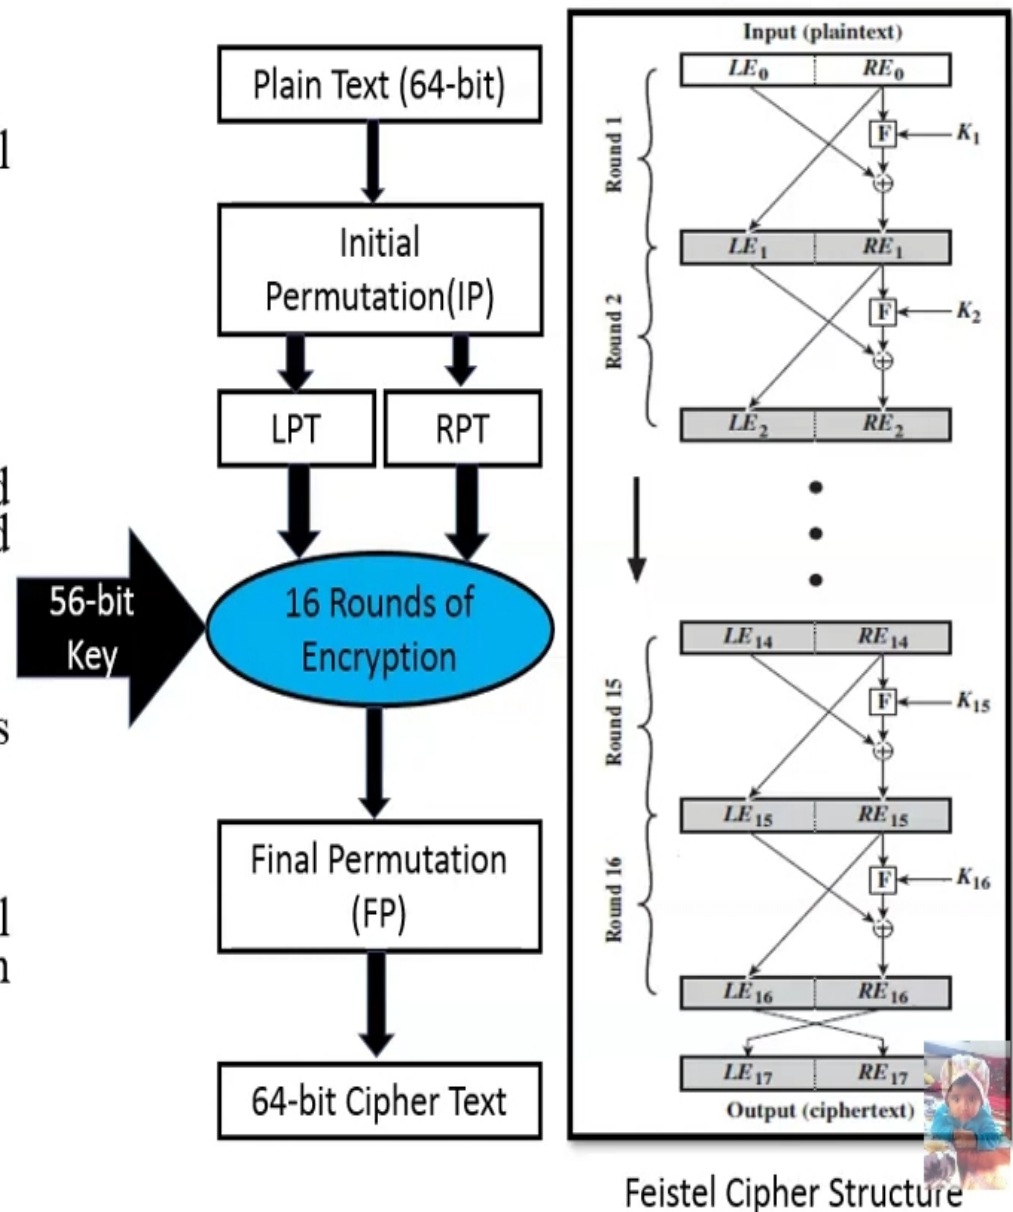 l
d
d
s
l
n
Plain Text (64-bit)
Initial
Permutation(IP)
LPT
RPT
56-bit
Key
16 Rounds of
Encryption
Final Permutation
(FP)
64-bit Cipher Text
Input (plaintext)
LE0
RE0
Round 1
F
K1
LE1
RE1
Round 2
F
K2
LE2
RE2
LE14
RE14
Round 15
F
K15
LE15
RE15
Round 16
F
K16
LE16
RE16
LE17
RE17
Output (ciphertext)
Feistel Cipher Structure